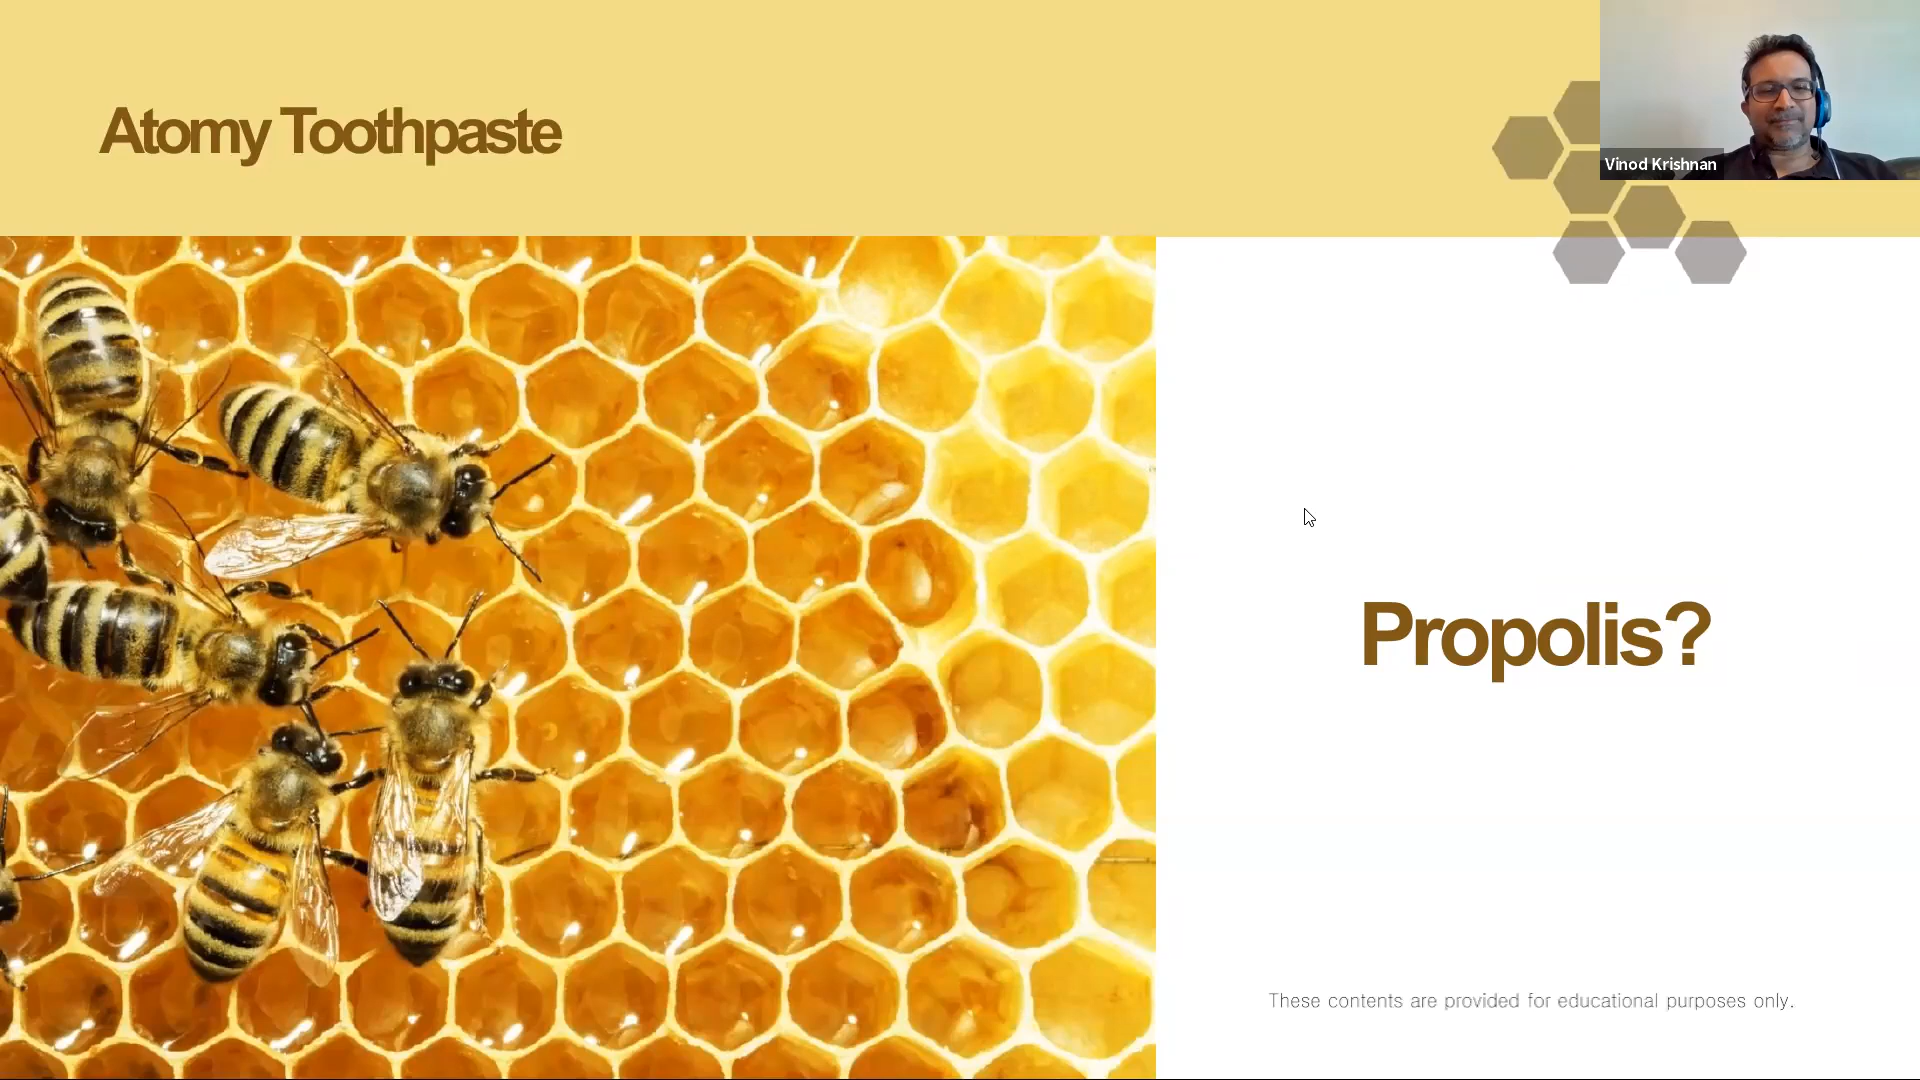 Atomy Toothpaste
Vinod Krishnan
Propolis?
These contents are provided for educational purposes only.